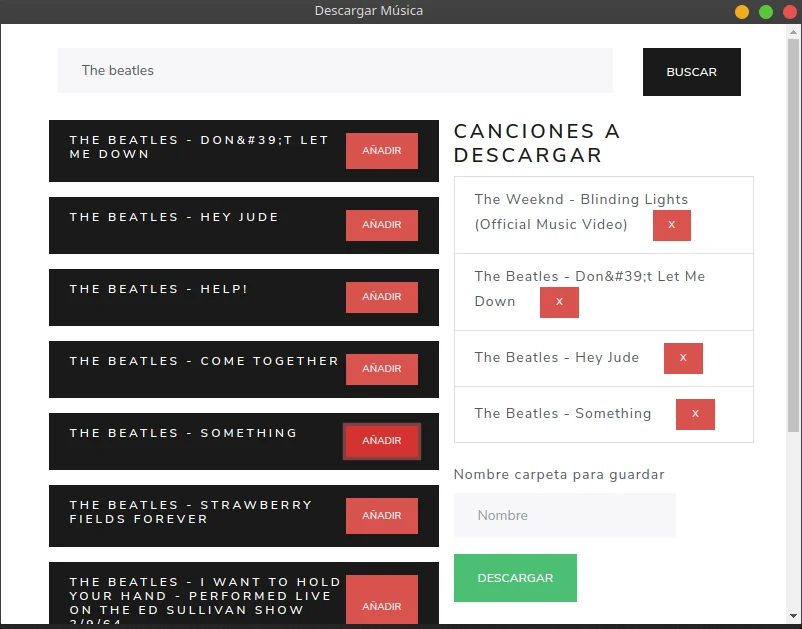 Descargar Música
The beatles
BUSCAR
THE BEATLES - DON&#39;T LET
ME DOWN
AÑADIR
THE BEATLES - HEY JUDE
AÑADIR
THE BEATLES - HELP!
AÑADIR
THE BEATLES - COME TOGETHER
AÑADIR
THE BEATLES - SOMETHING
AÑADIR
THE BEATLES - STRAWBERRY
FIELDS FOREVER
AÑADIR
THE BEATLES - I WANT TO HOLD
YOUR HAND - PERFORMED LIVE
ON THE ED SULLIVAN SHOW
2/9/64
AÑADIR
CANCIONES A
DESCARGAR
The Weeknd - Blinding Lights
(Official Music Video)
X
The Beatles - Don&#39;t Let Me
Down
X
The Beatles - Hey Jude
X
The Beatles - Something
X
Nombre carpeta para guardar
Nombre
DESCARGAR